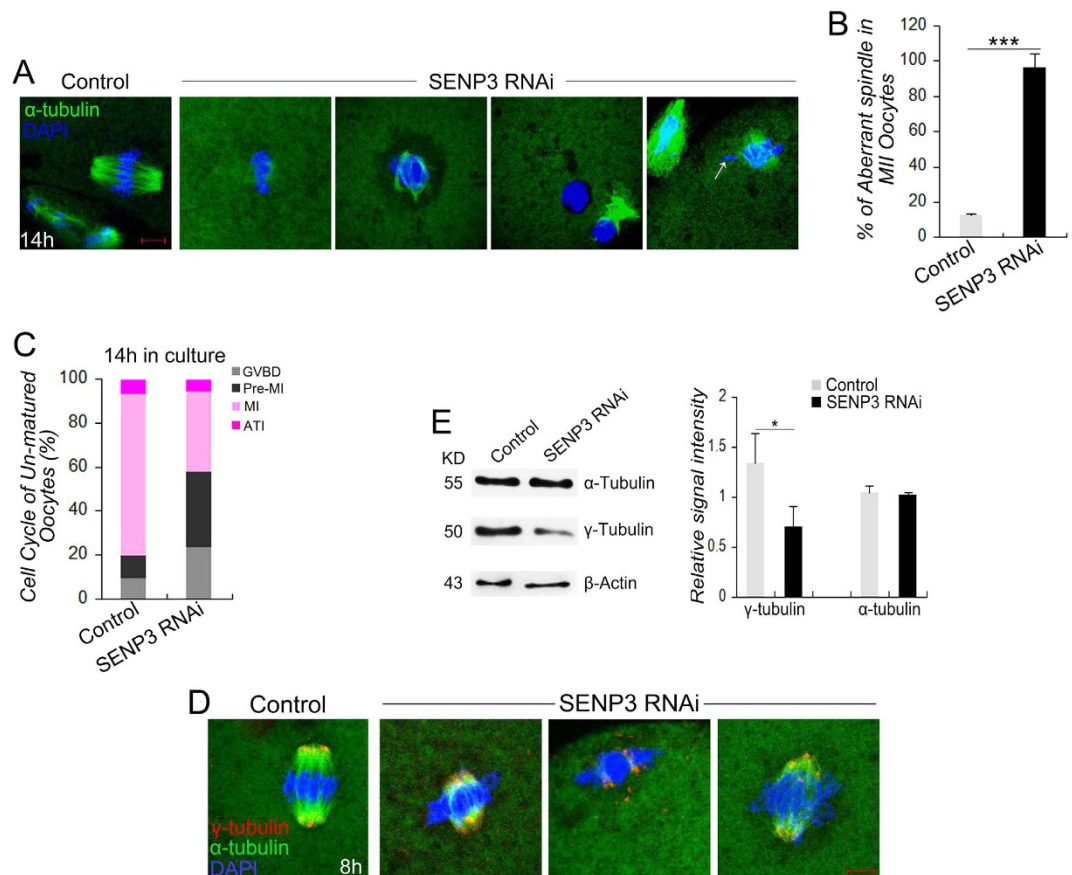 A
Control
SENP3 RNAi
α-tubulin
DAPI
14h
B
% of Aberrant spindle in
MII Oocytes
120
100
80
60
40
20
0
***
Control
SENP3 RNAi
C
14h in culture
Cell Cycle of Un-matured
Oocytes (%)
100
80
60
40
20
0
GVBD
Pre-MI
MI
ATI
Control
SENP3 RNAi
E
Control
SENP3 RNAi
KD
55
α-Tubulin
50
γ-Tubulin
43
β-Actin
Control
SENP3 RNAi
Relative signal intensity
2
1.5
1
0.5
0
*
γ-tubulin
α-tubulin
D
Control
SENP3 RNAi
γ-tubulin
α-tubulin
DAPI
8h